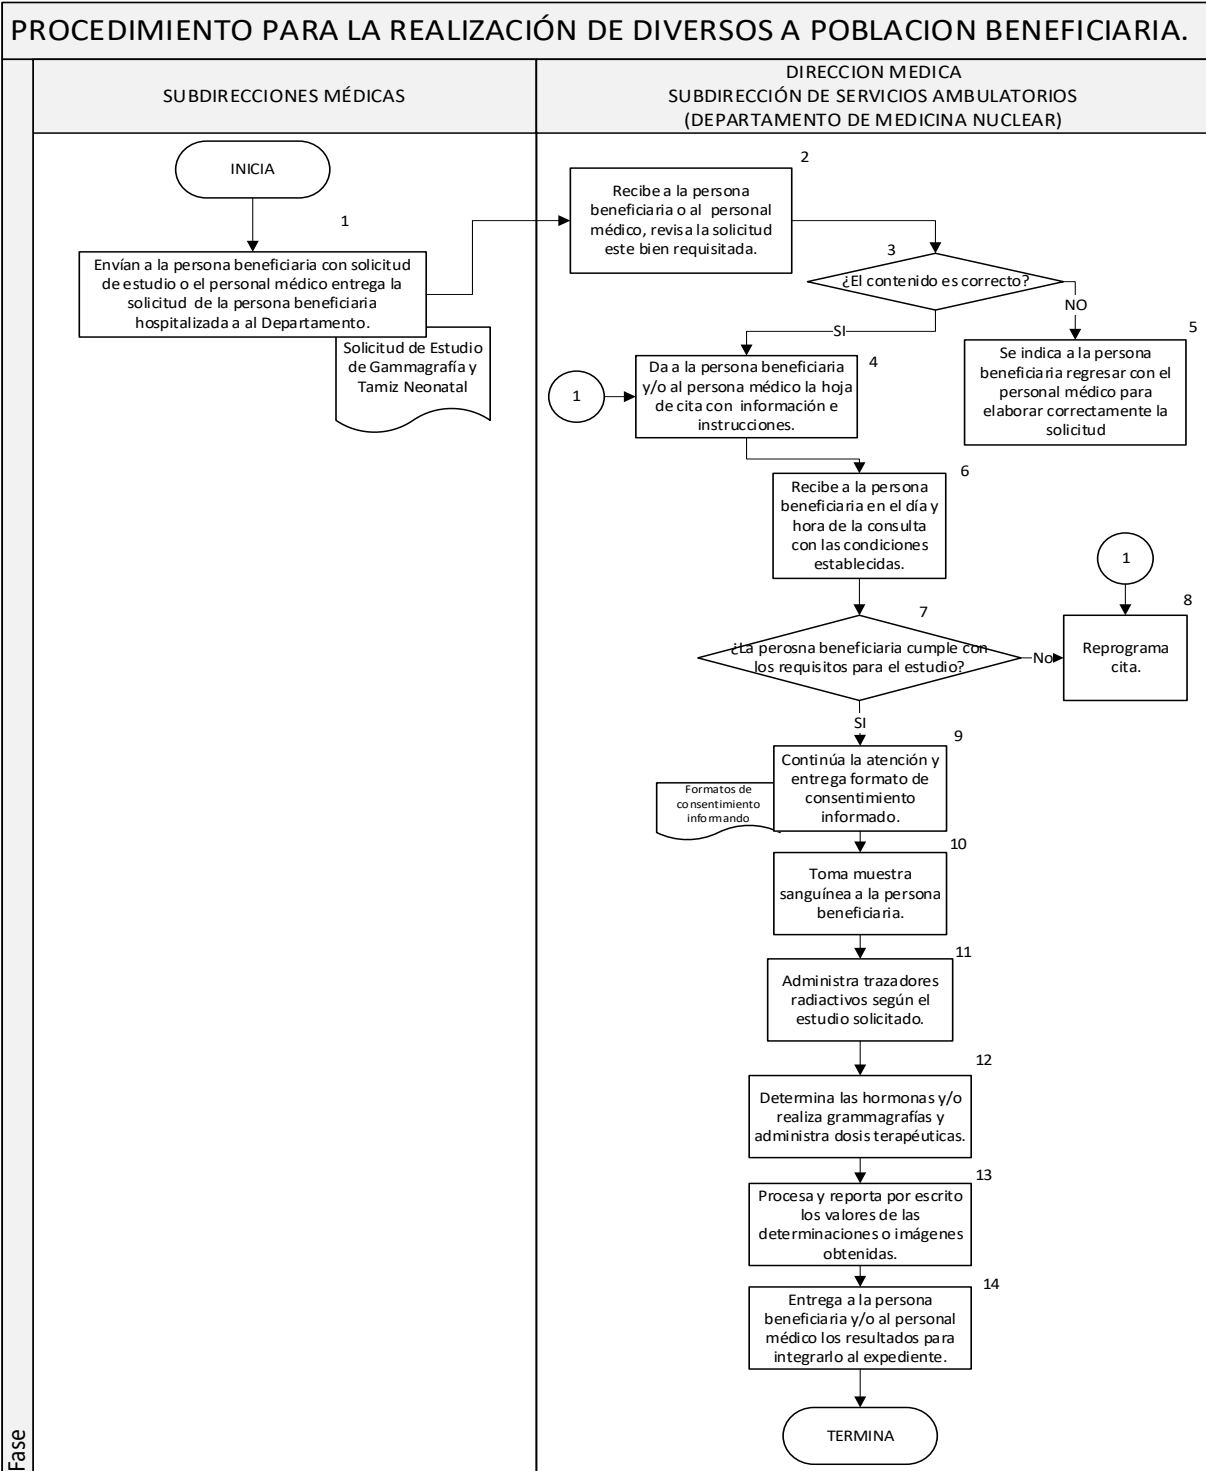 PROCEDIMIENTO PARA LA REALIZACIÓN DE DIVERSOS A POBLACION BENEFICIARIA.
Fase
SUBDIRECCIONES MÉDICAS
DIRECCION MEDICA
SUBDIRECCIÓN DE SERVICIOS AMBULATORIOS
(DEPARTAMENTO DE MEDICINA NUCLEAR)
INICIA
1
Envían a la persona beneficiaria con solicitud
de estudio o el personal médico entrega la
solicitud de la persona beneficiaria
hospitalizada a al Departamento.
Solicitud de Estudio
de Gammagrafía y
Tamiz Neonatal
2
Recibe a la persona
beneficiaria o al personal
médico, revisa la solicitud
este bien requisitada.
3
¿El contenido es correcto?
NO
SI
5
Se indica a la persona
beneficiaria regresar con el
personal médico para
elaborar correctamente la
solicitud
4
Da a la persona beneficiaria
y/o al persona médico la hoja
de cita con información e
instrucciones.
1
6
Recibe a la persona
beneficiaria en el día y
hora de la consulta
con las condiciones
establecidas.
7
¿La perosna beneficiaria cumple con
los requisitos para el estudio?
No
1
8
Reprograma
cita.
SI
9
Continúa la atención y
entrega formato de
consentimiento
informado.
Formatos de
consentimiento
informando
10
Toma muestra
sanguínea a la persona
beneficiaria.
11
Administra trazadores
radiactivos según el
estudio solicitado.
12
Determina las hormonas y/o
realiza grammagrafías y
administra dosis terapéuticas.
13
Procesa y reporta por escrito
los valores de las
determinaciones o imágenes
obtenidas.
14
Entrega a la persona
beneficiaria y/o al personal
médico los resultados para
integrarlo al expediente.
TERMINA